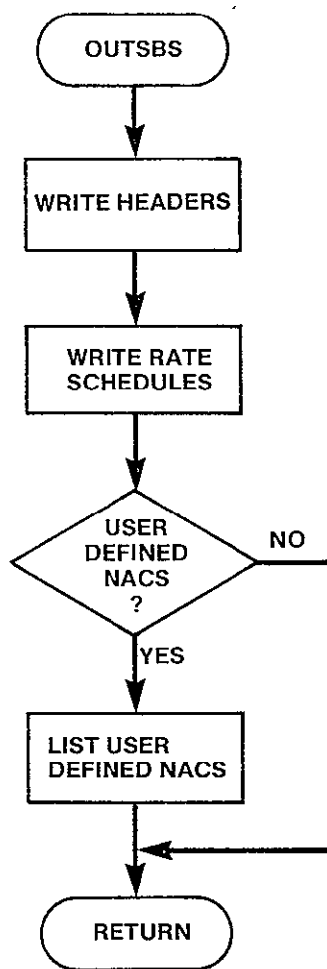 OUTSBS
WRITE HEADERS
WRITE RATE
SCHEDULES
USER
DEFINED
NACS
?
NO
YES
LIST USER
DEFINED NACS
RETURN